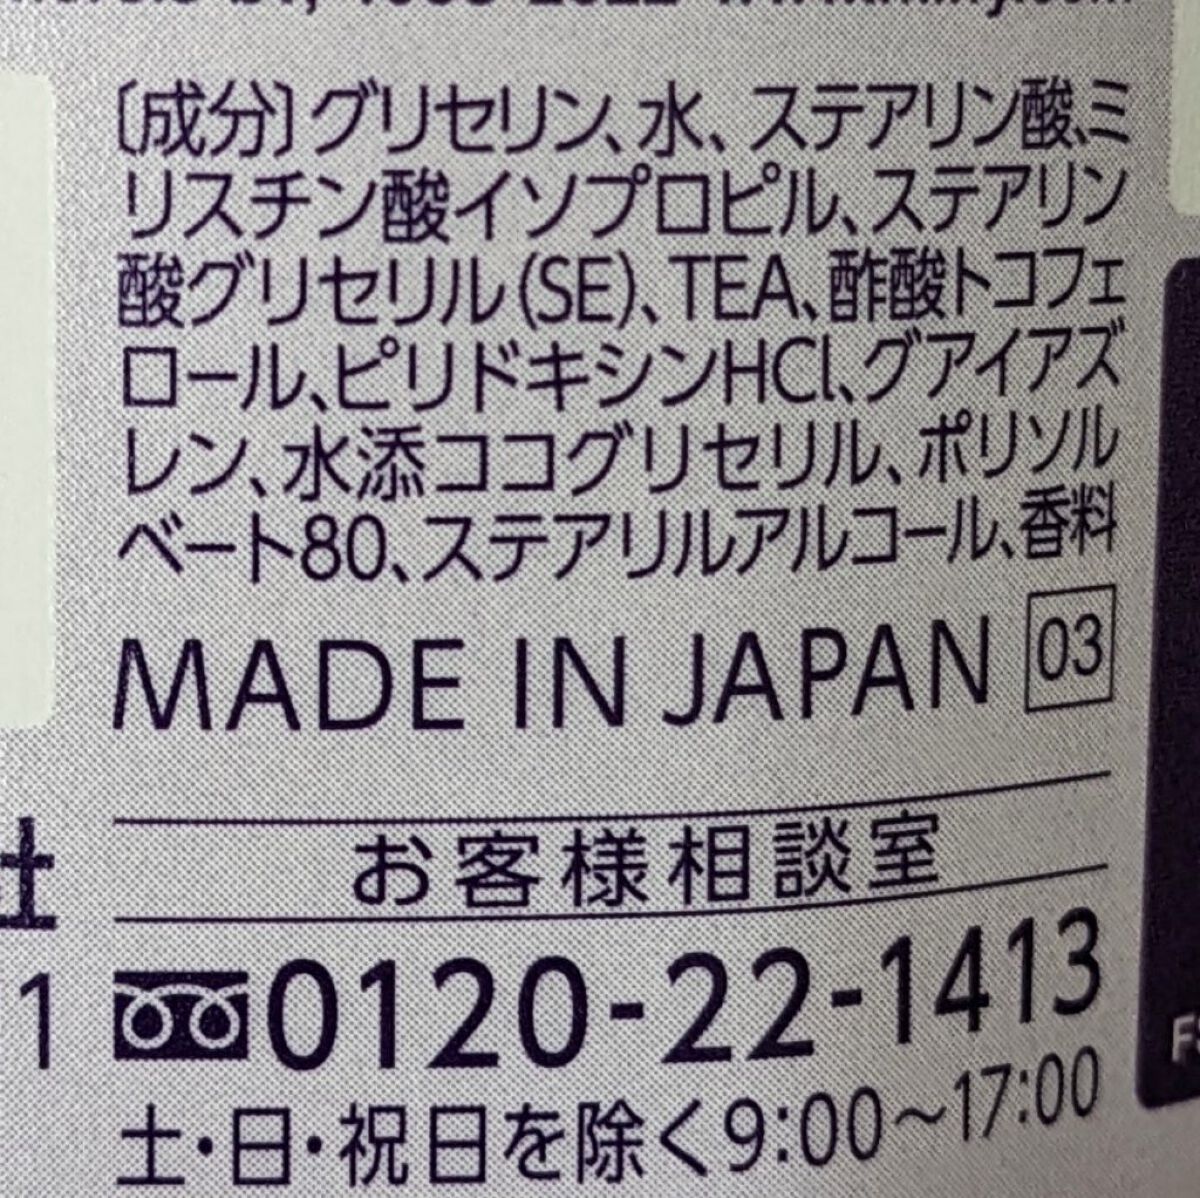 〔成分〕グリセリン、水、ステアリン酸、ミ
リスチン酸イソプロピル、ステアリン
酸グリセリル(SE)、TEA、酢酸トコフェ
ロール、ピリドキシンHCl、グアイアズ
レン、水添ココグリセリル、ポリソル
ベート80、ステアリルアルコール、香料
MADE IN JAPAN 03
お客様相談室
0120-22-1413
土・日・祝日を除く9:00〜17:00
社
1